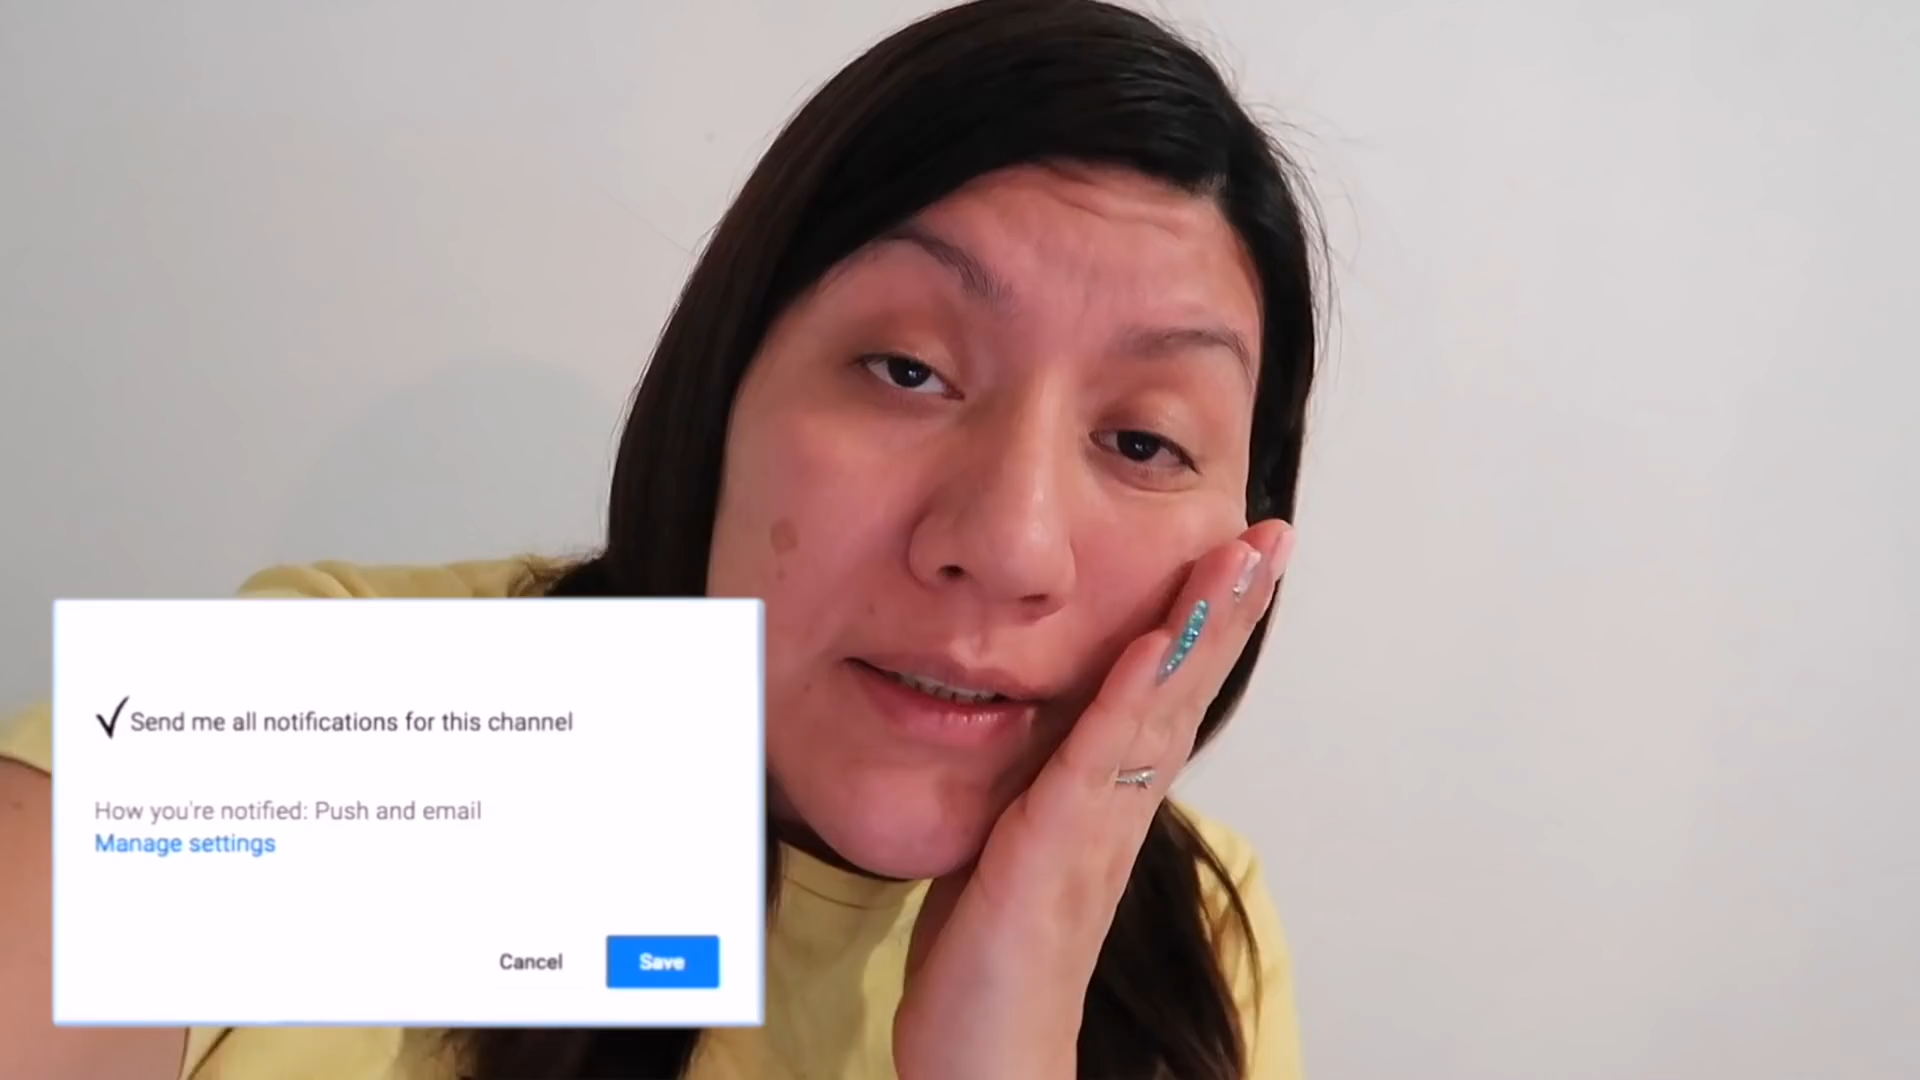 Send me all notifications for this channel
How you're notified: Push and email
Manage settings
Cancel
Save